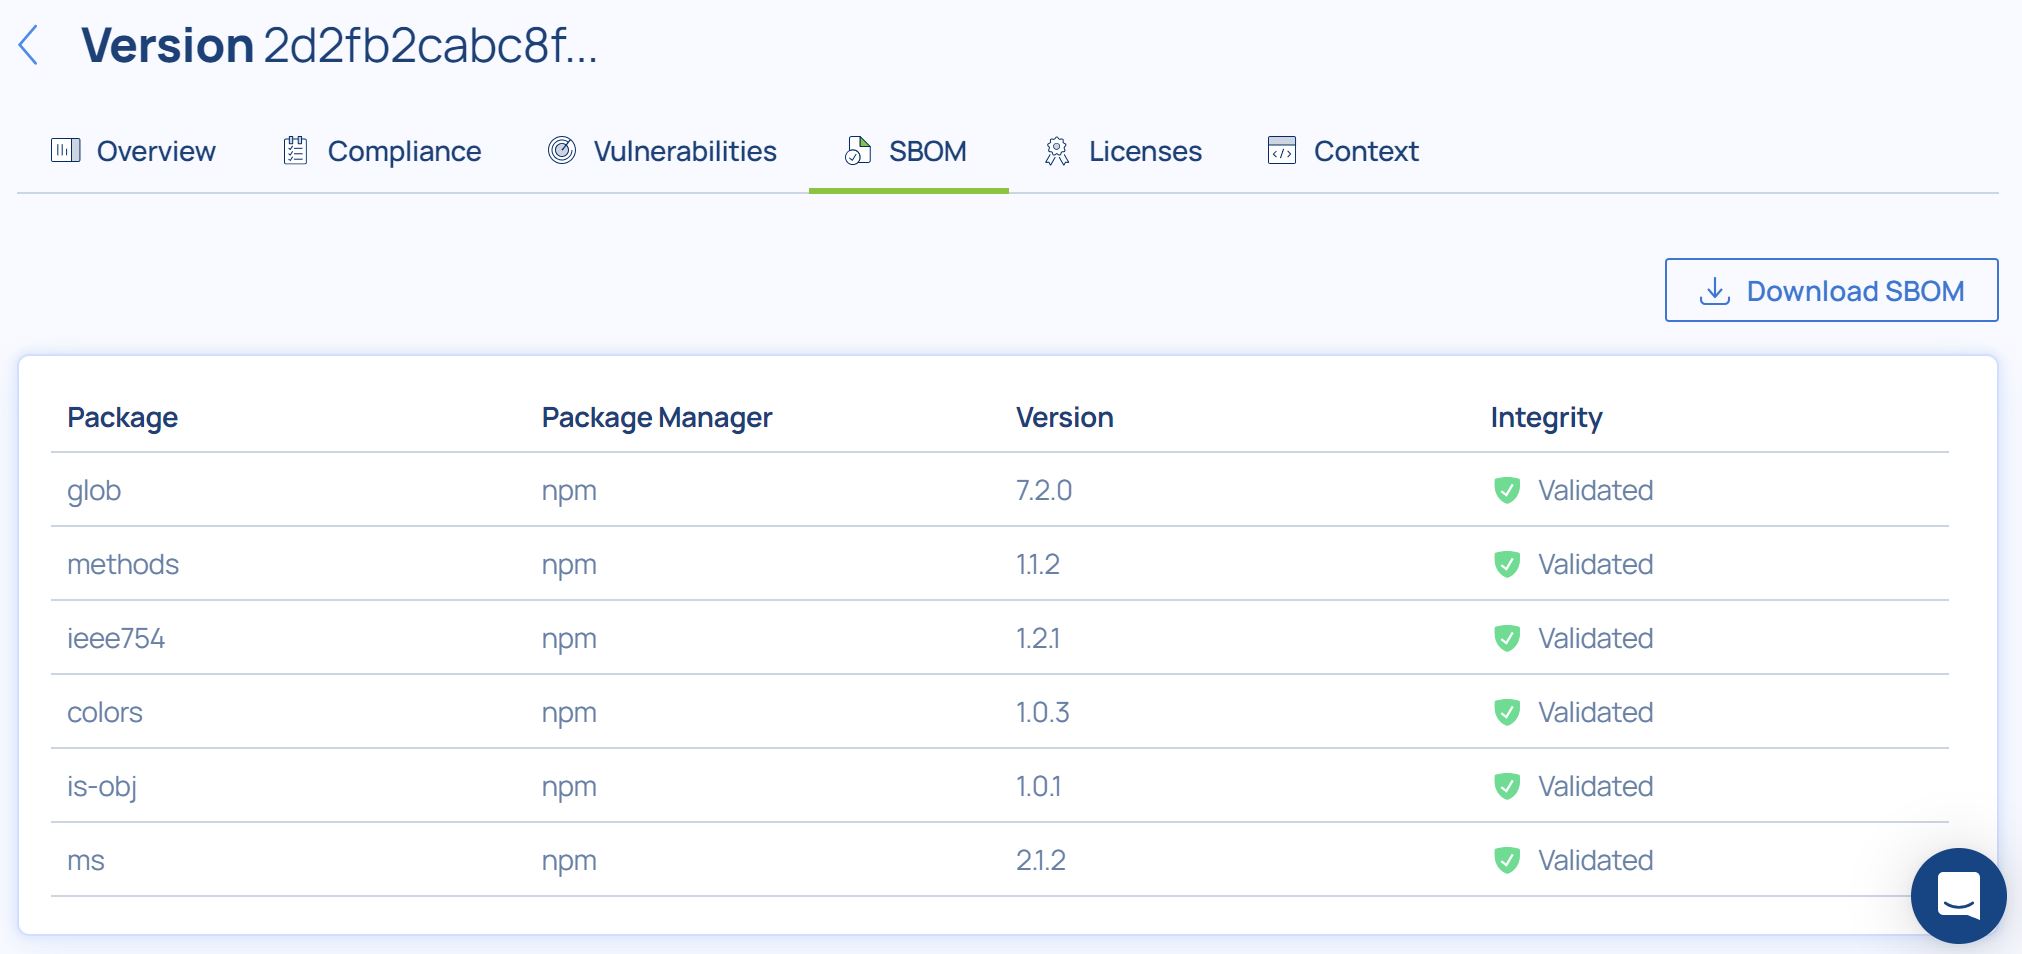 Version 2d2fb2cabc8f...
Overview Compliance Vulnerabilities SBOM Licenses Context
Download SBOM
Package Package Manager Version Integrity
glob npm 7.2.0 Validated
methods npm 1.1.2 Validated
ieee754 npm 1.2.1 Validated
colors npm 1.0.3 Validated
is-obj npm 1.0.1 Validated
ms npm 2.1.2 Validated